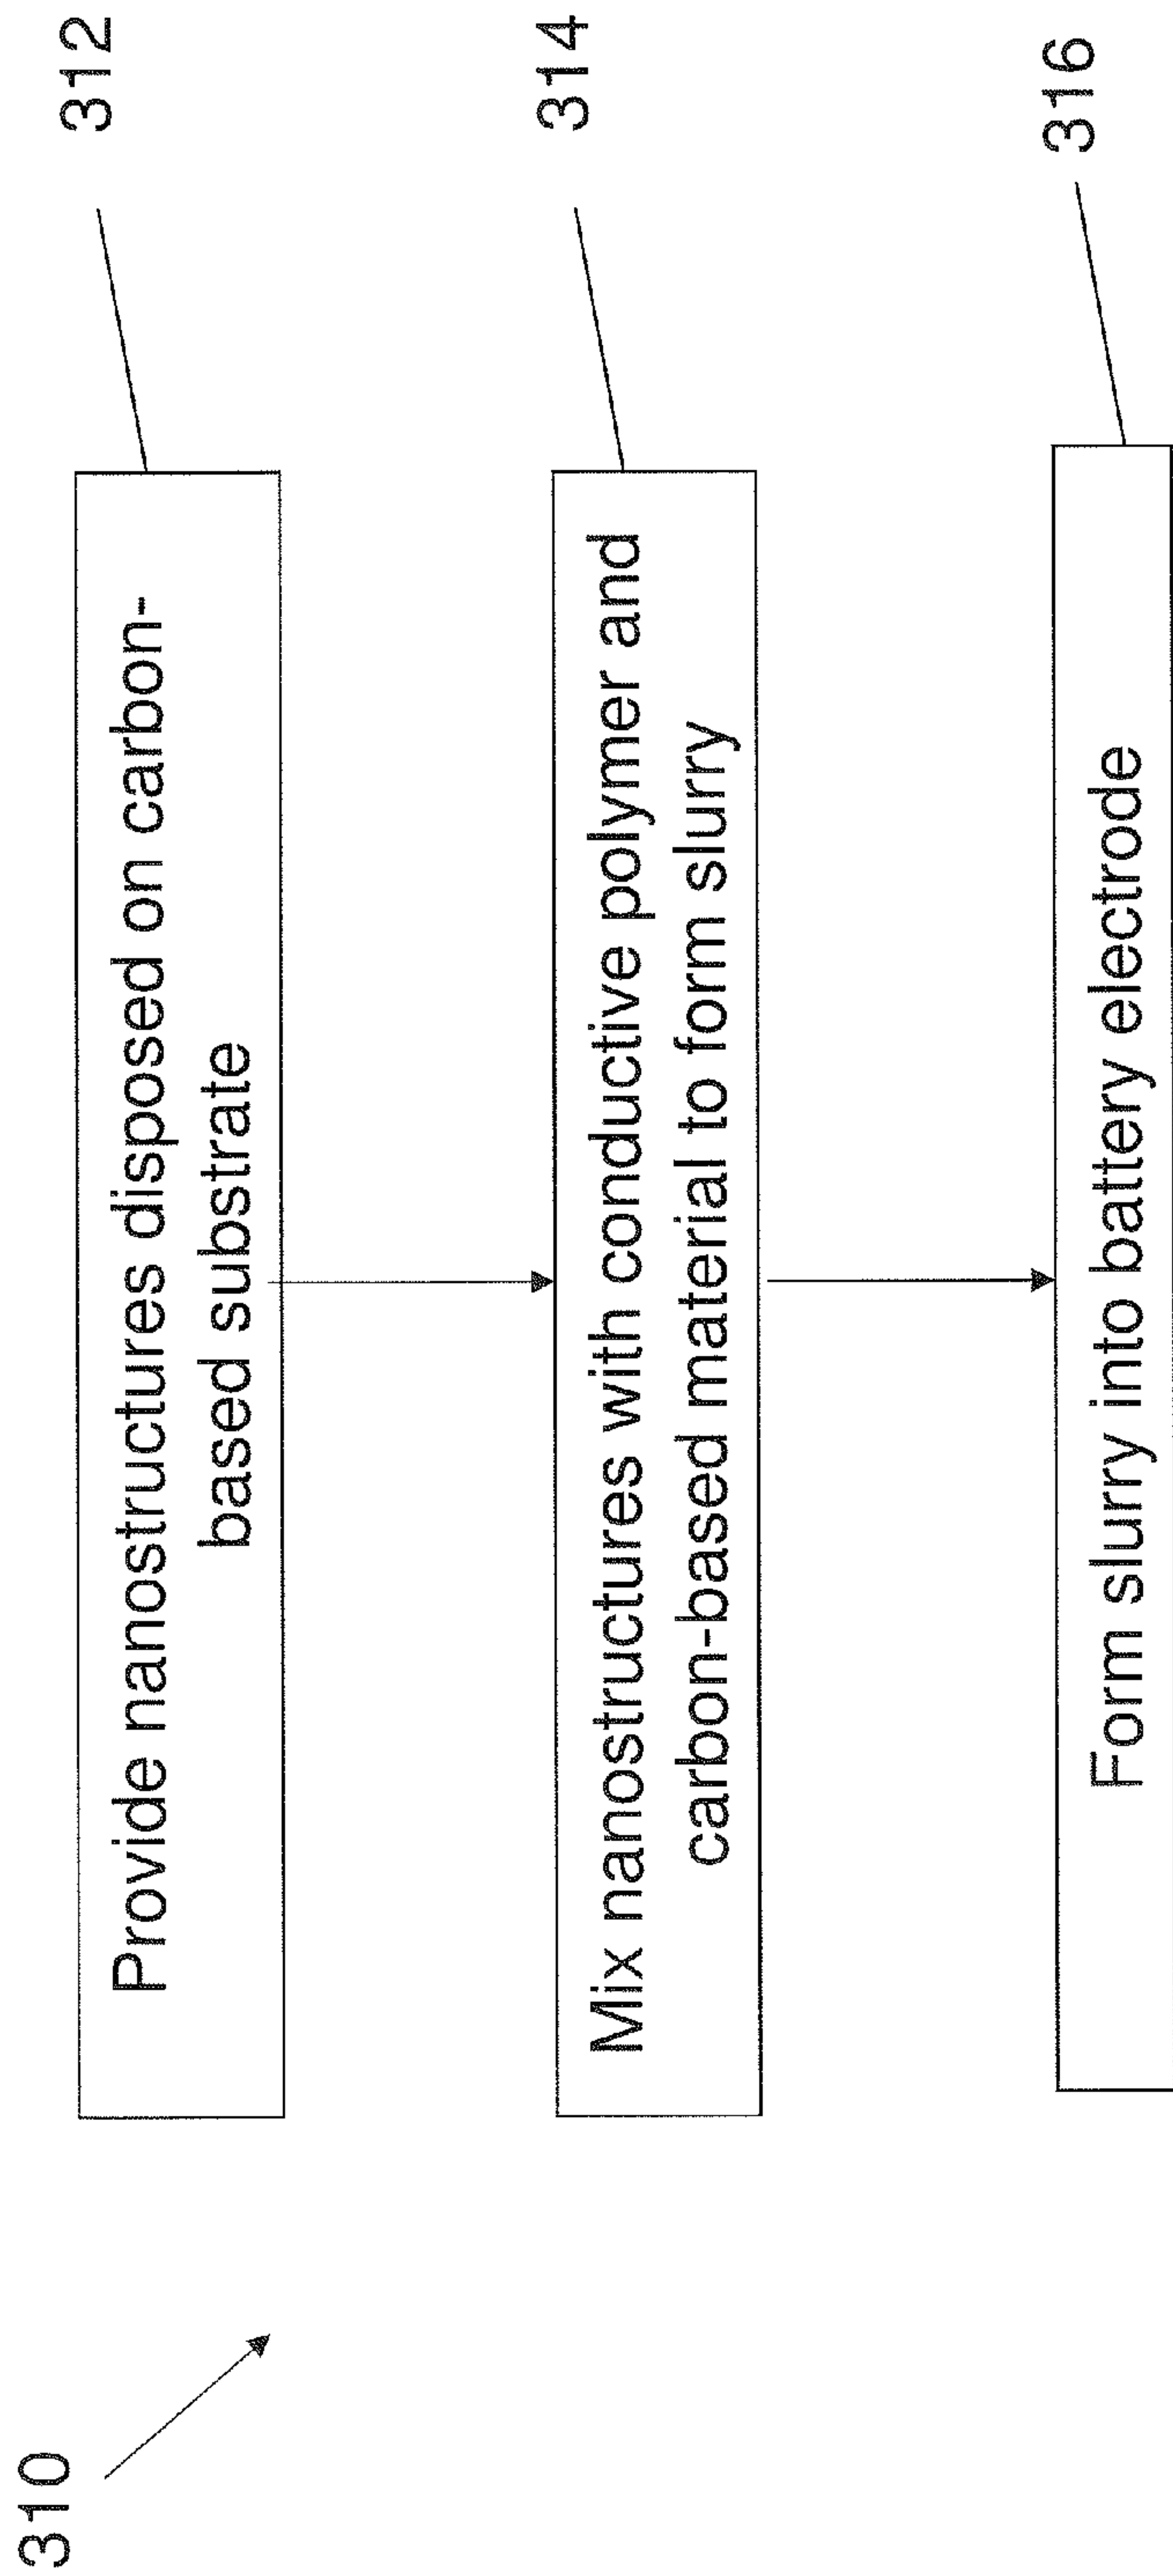 310
Provide nanostructures disposed on carbon-
based substrate
312
Mix nanostructures with conductive polymer and
carbon-based material to form slurry
314
Form slurry into battery electrode
316